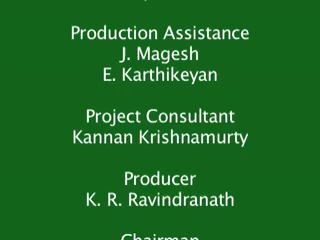 Production Assistance
J. Magesh
E. Karthikeyan
Project Consultant
Kannan Krishnamurty
Producer
K. R. Ravindranath
Chairman